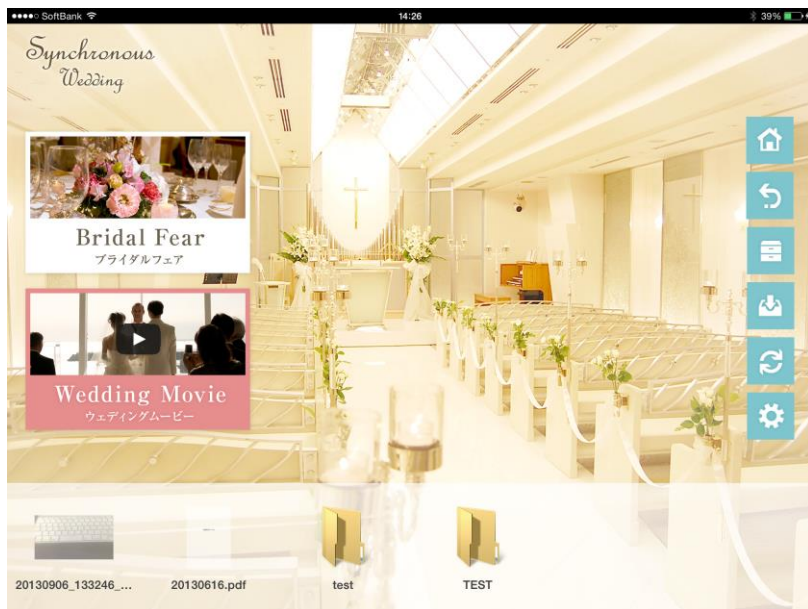 SoftBank
14:26
39%
Synchronous
Wedding
Bridal Fear
ブライダルフェア
Wedding Movie
ウェディングムービー
20130906_133246_...
20130616.pdf
test
TEST